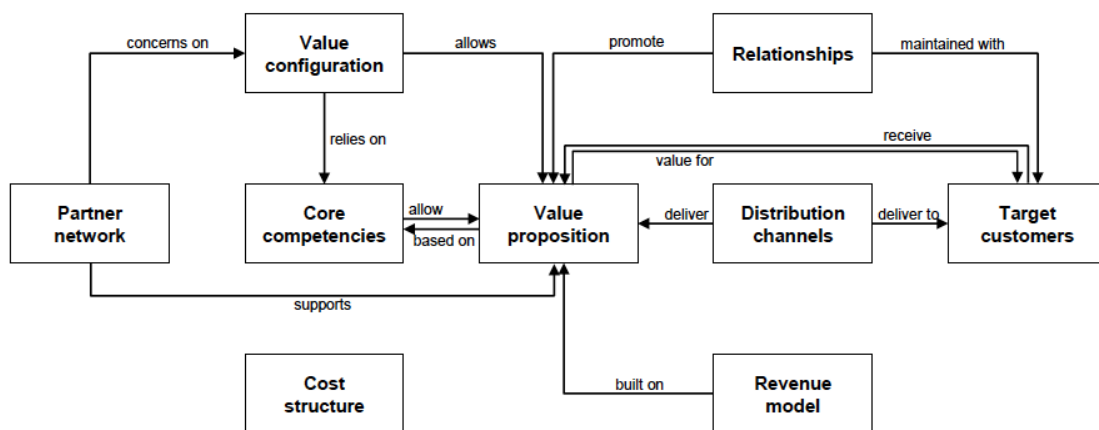 concerns on
Value
configuration
allows
promote
Relationships
maintained with
relies on
receive
value for
Partner
network
Core
competencies
allow
based on
Value
proposition
deliver
Distribution
channels
deliver to
Target
customers
supports
Cost
structure
built on
Revenue
model